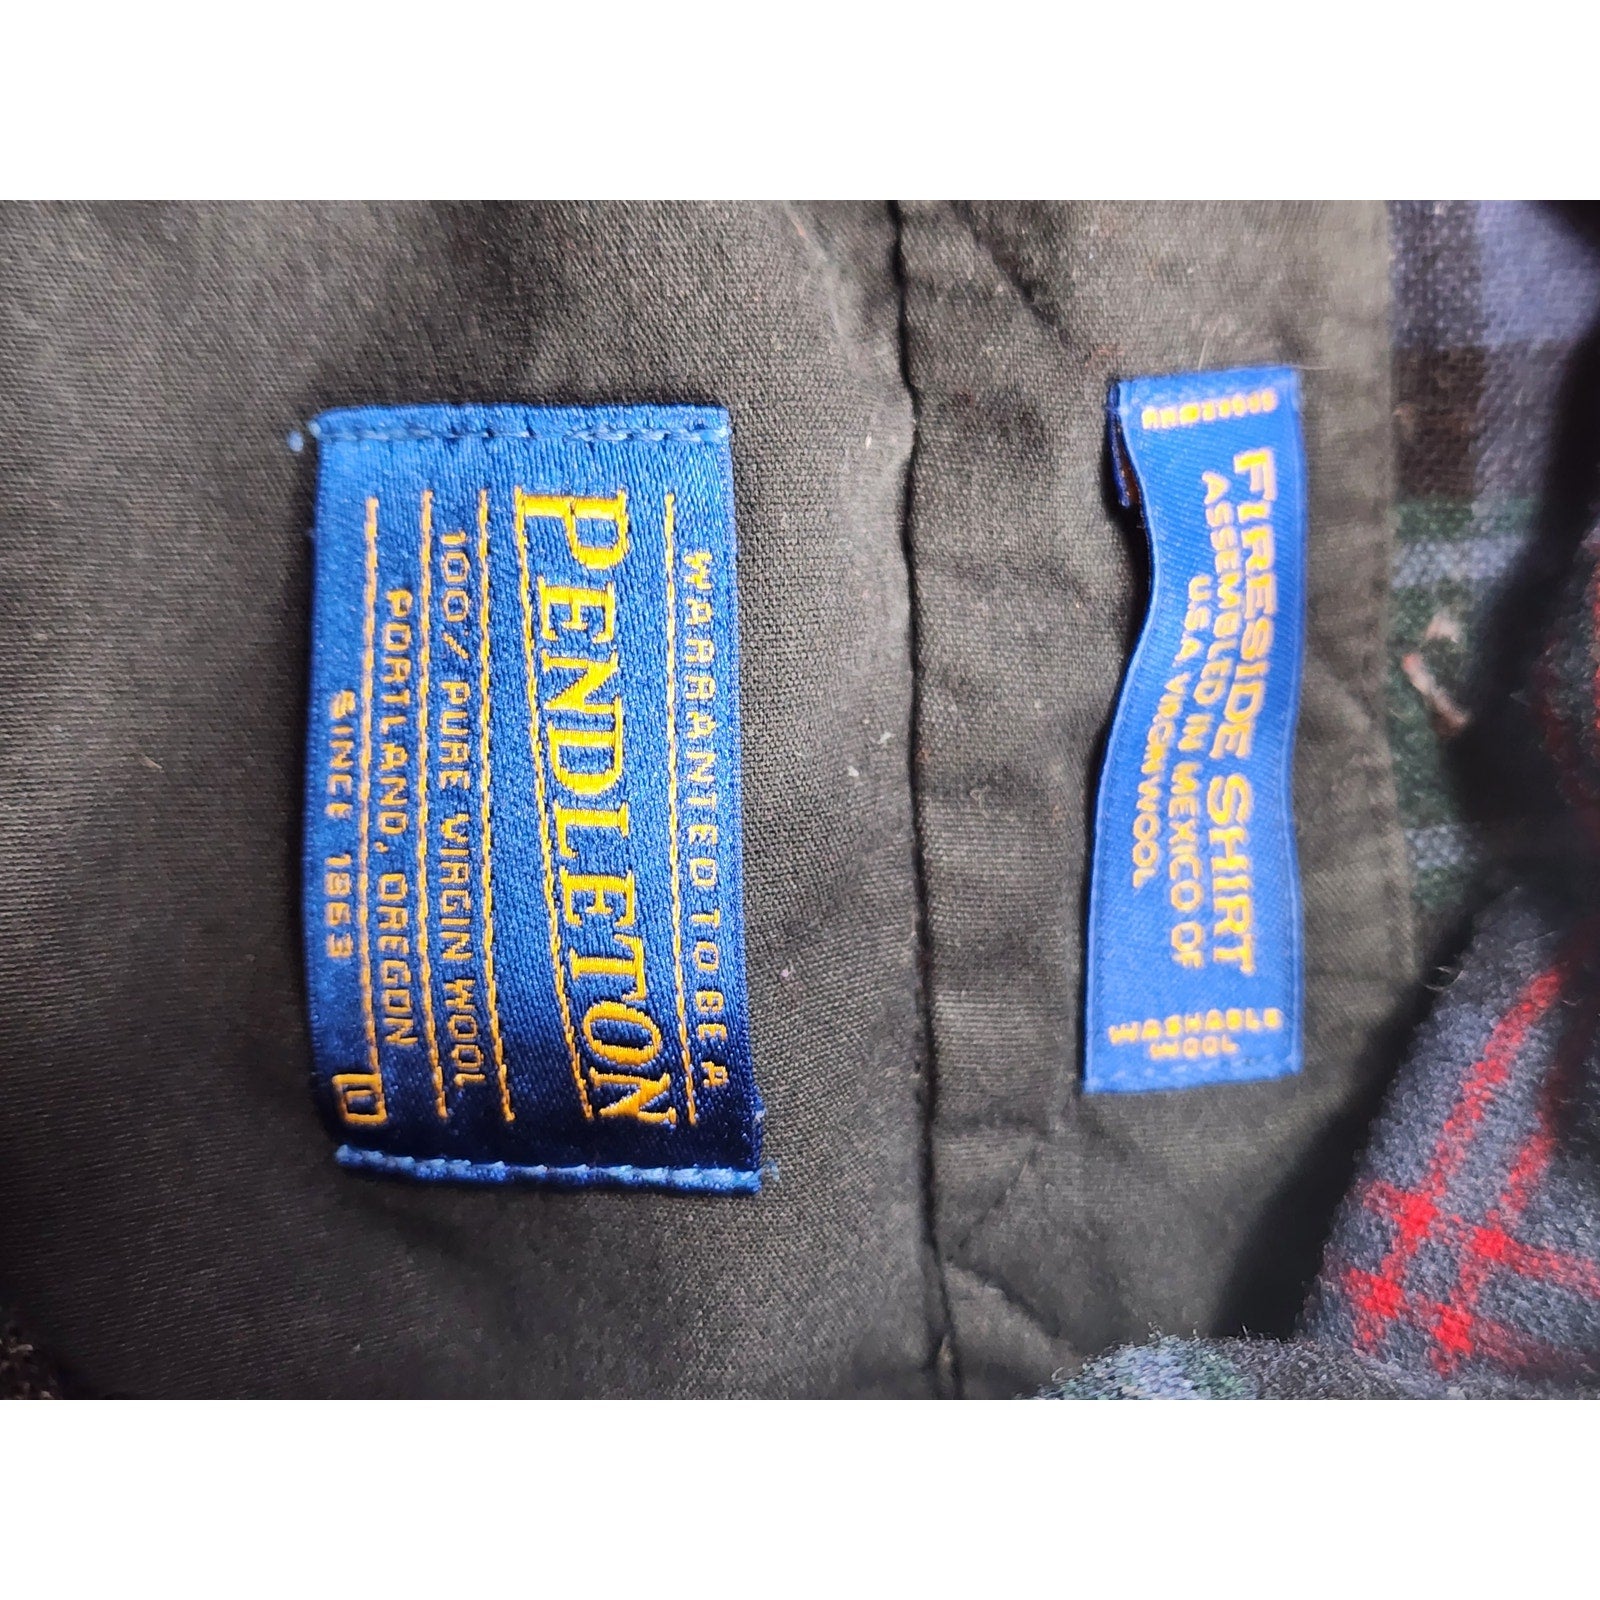 WARRANTED TO BE A
PENDLETON
100% PURE VIRGIN WOOL
PORTLAND, OREGON
SINCE 1863
U
FIRESIDE SHIRT
ASSEMBLED IN MEXICO OF
U.S.A VIRGIN WOOL
WASHABLE
WOOL